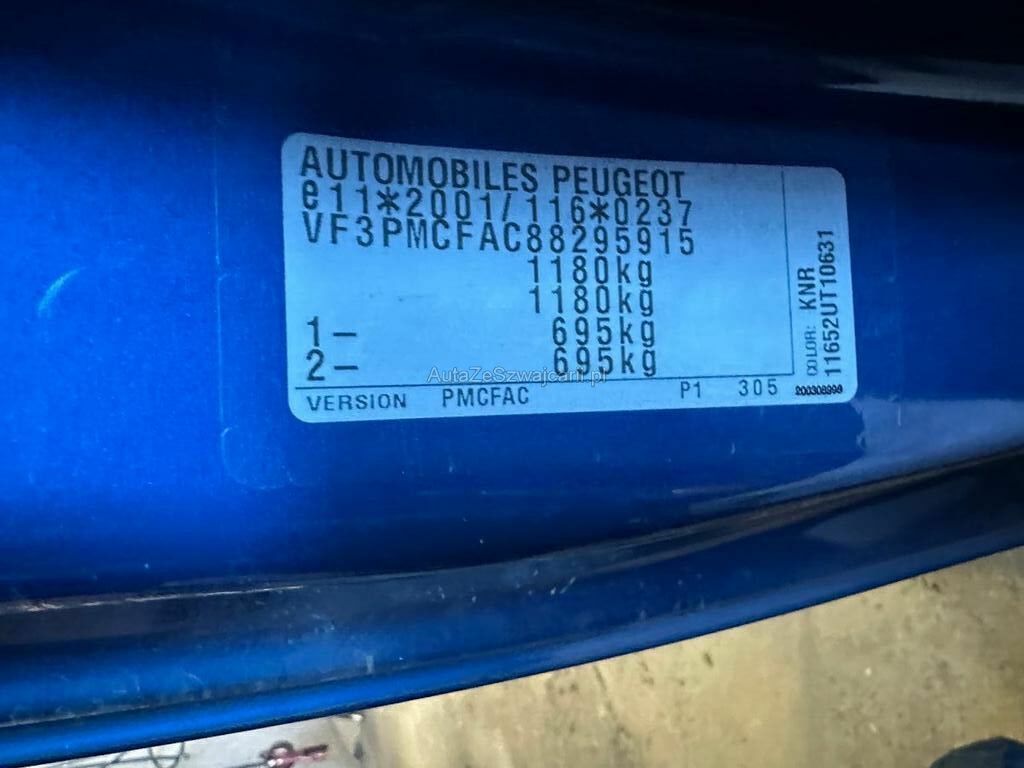 AUTOMOBILES PEUGEOT
e11*2001/116*0237
VF3PMCFAC88295915
1180kg
1180kg
1- 695kg
2- 695kg
VERSION PMCFAC P1 305
COLOR: KNR
11652UT10631
AutaZeSzwajcarii.pl